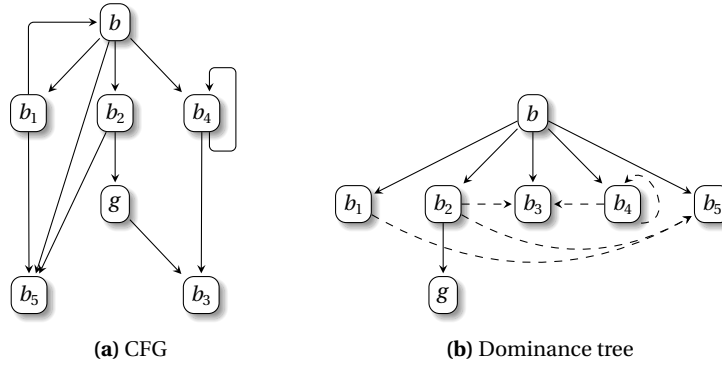 b
b₁ b₂ b₄
g
b₅ b₃
(a) CFG
b
b₁ b₂ b₃ b₄ b₅
g
(b) Dominance tree